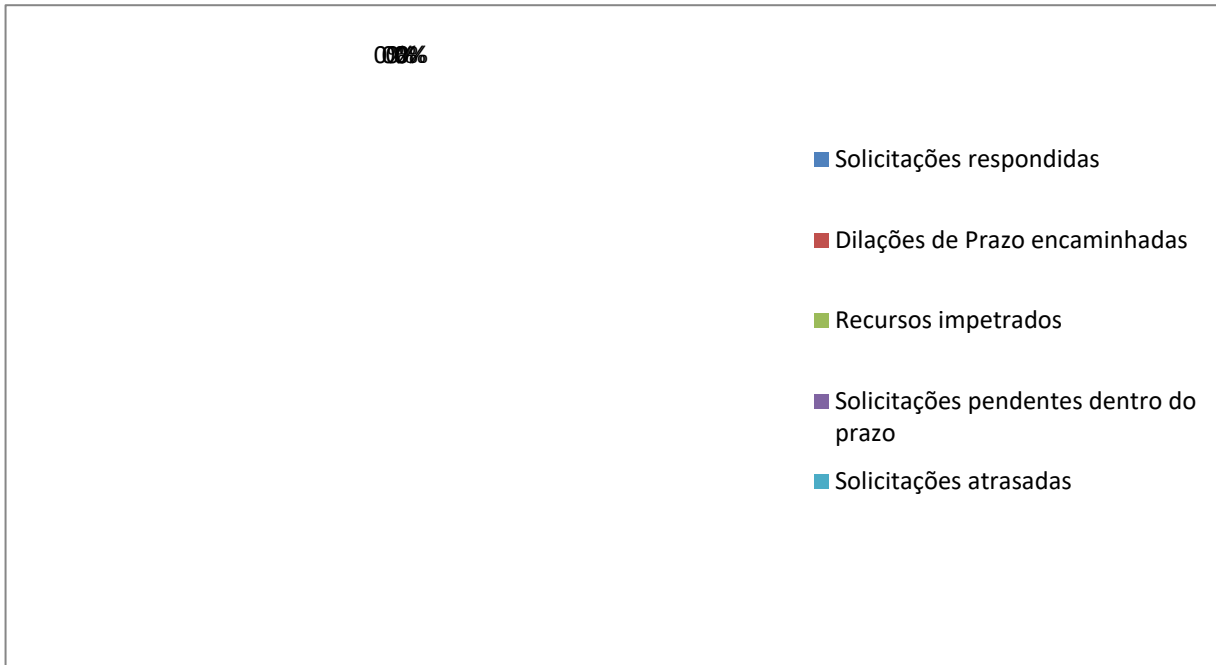 Solicitações respondidas
Dilações de Prazo encaminhadas
Recursos impetrados
Solicitações pendentes dentro do
prazo
Solicitações atrasadas